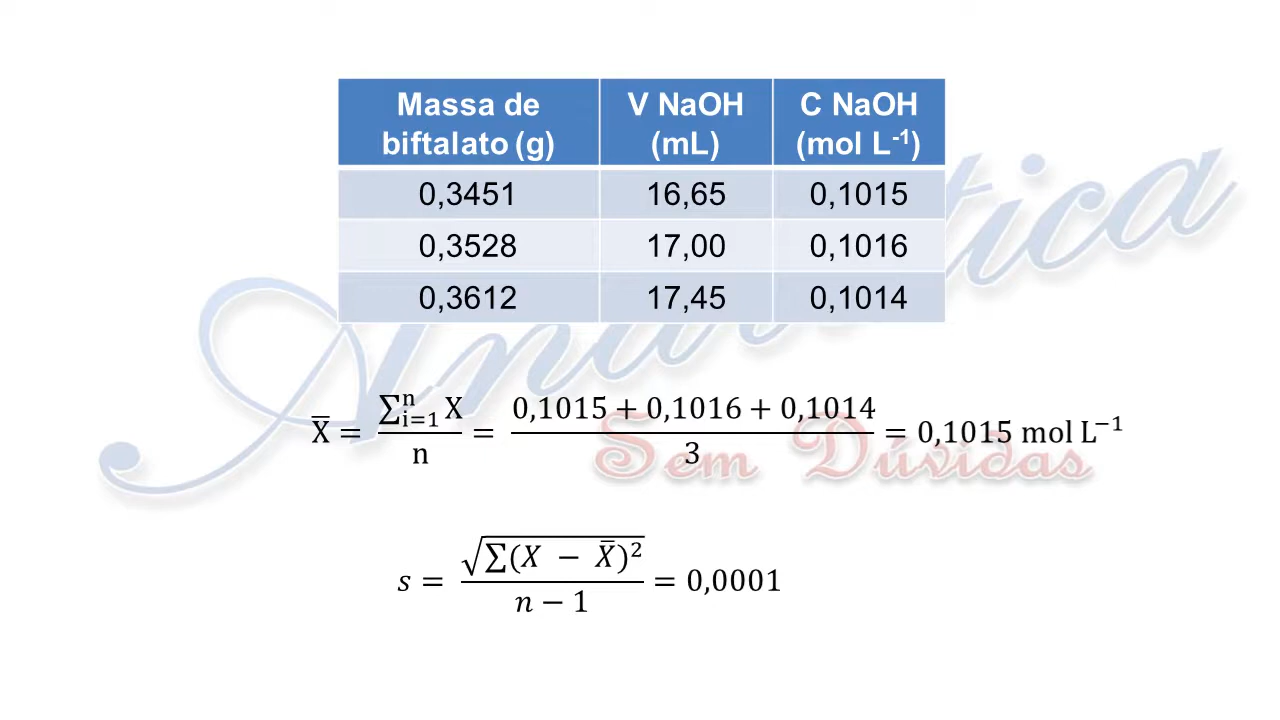 Massa de biftalato (g) V NaOH (mL) C NaOH (mol L⁻¹)
0,3451 16,65 0,1015
0,3528 17,00 0,1016
0,3612 17,45 0,1014
X̅ = ∑ⁿᵢ₌₁ X / n = 0,1015 + 0,1016 + 0,1014 / 3 = 0,1015 mol L⁻¹
s = √∑(X − X̅)² / n − 1 = 0,0001
Analítica
Sem Dúvidas